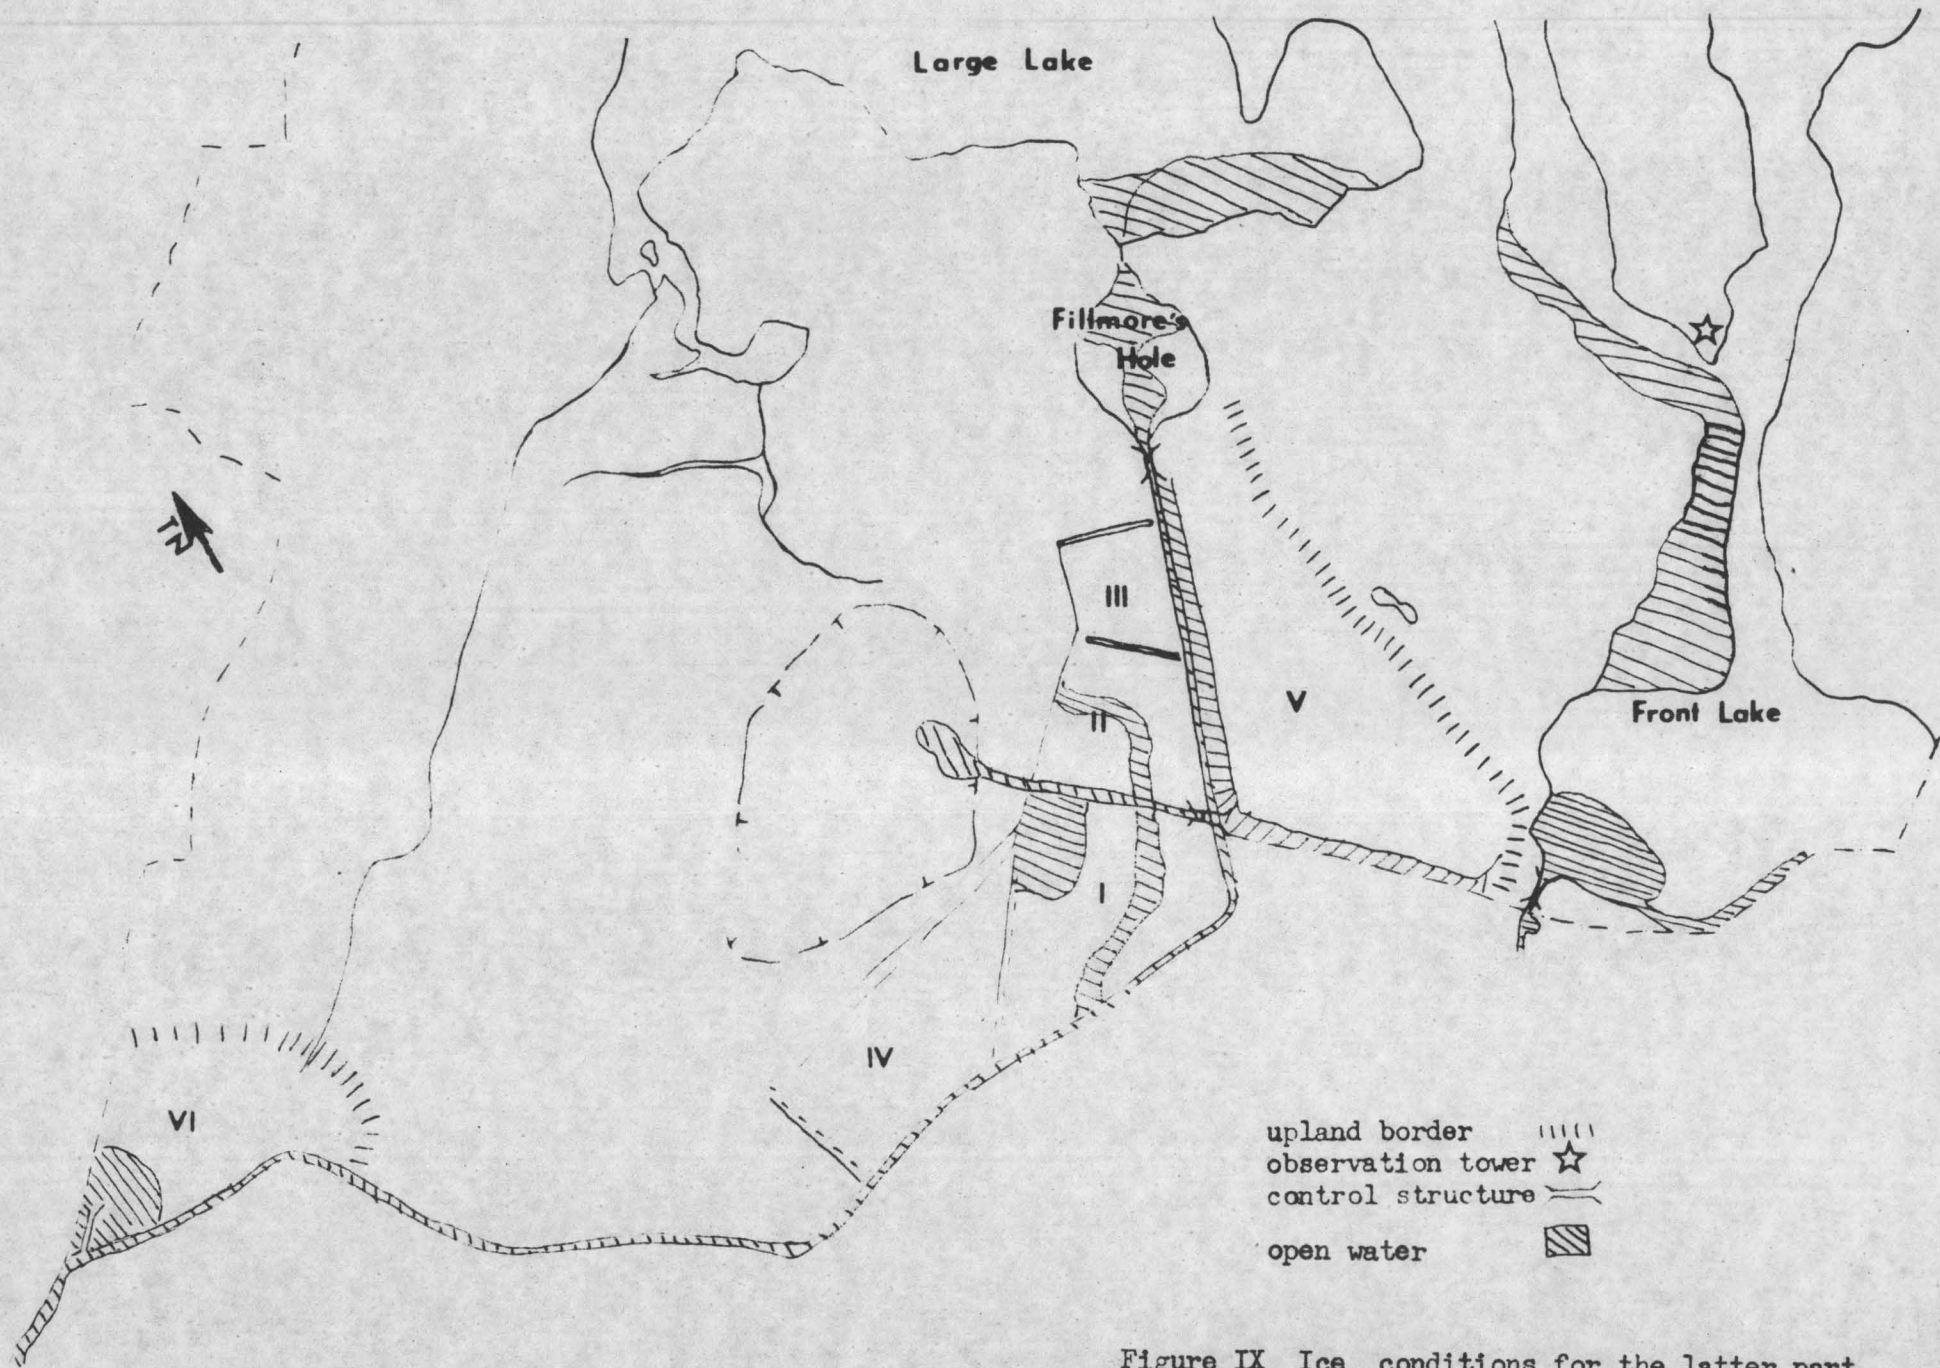 Large Lake
Fillmore's
Hole
TN
III
II
V
Front Lake
I
IV
VI
upland border
observation tower
control structure
open water
Figure IX Ice conditions for the latter part